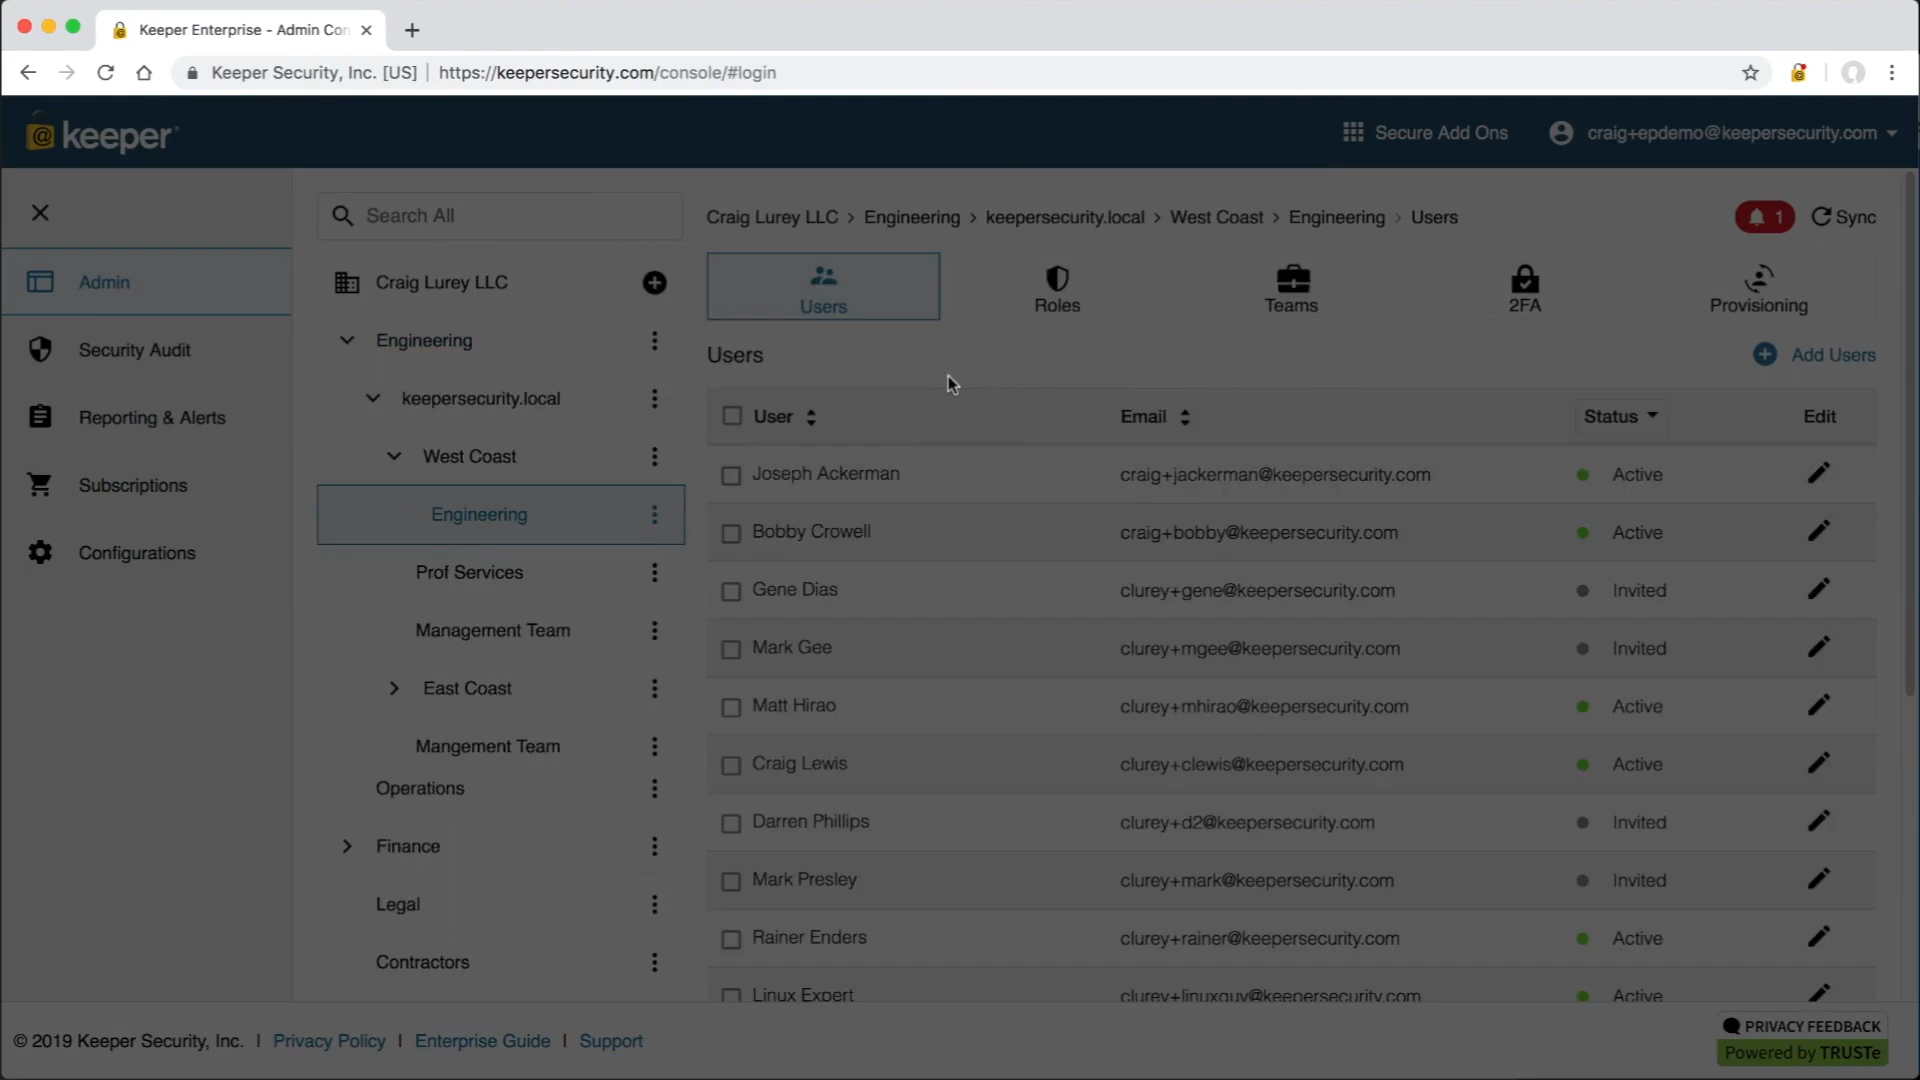 Keeper Enterprise - Admin Con
Keeper Security, Inc. [US] | https://keepersecurity.com/console/#login
keeper
Secure Add Ons
craig+epdemo@keepersecurity.com
Admin
Security Audit
Reporting & Alerts
Subscriptions
Configurations
Search All
Craig Lurey LLC
Engineering
keepersecurity.local
West Coast
Engineering
Prof Services
Management Team
East Coast
Mangement Team
Operations
Finance
Legal
Contractors
Craig Lurey LLC > Engineering > keepersecurity.local > West Coast > Engineering > Users
1
Sync
Users
Roles
Teams
2FA
Provisioning
Users
Add Users
User Email Status Edit
Joseph Ackerman craig+jackerman@keepersecurity.com Active
Bobby Crowell craig+bobby@keepersecurity.com Active
Gene Dias clurey+gene@keepersecurity.com Invited
Mark Gee clurey+mgee@keepersecurity.com Invited
Matt Hirao clurey+mhirao@keepersecurity.com Active
Craig Lewis clurey+clewis@keepersecurity.com Active
Darren Phillips clurey+d2@keepersecurity.com Invited
Mark Presley clurey+mark@keepersecurity.com Invited
Rainer Enders clurey+rainer@keepersecurity.com Active
Linux Expert clurey+linuxguy@keepersecurity.com Active
© 2019 Keeper Security, Inc. | Privacy Policy | Enterprise Guide | Support
PRIVACY FEEDBACK
Powered by TRUSTe